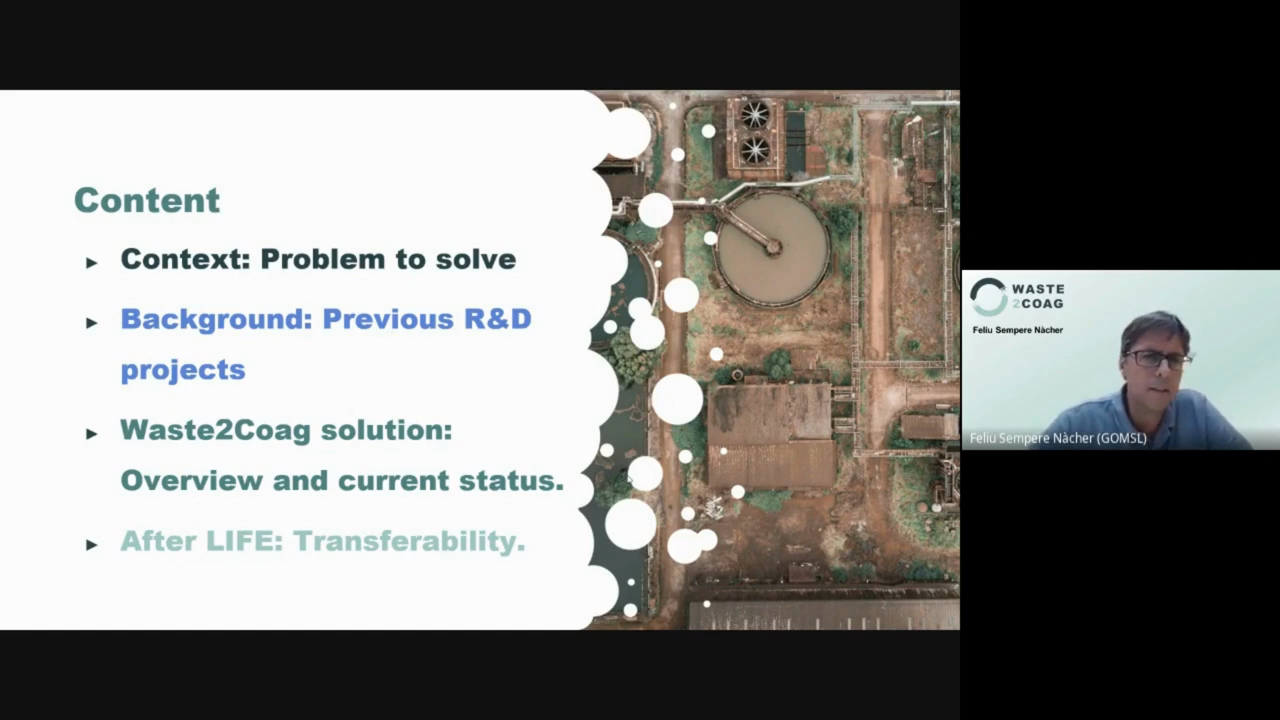 Content
► Context: Problem to solve
► Background: Previous R&D
projects
► Waste2Coag solution:
Overview and current status.
► After LIFE: Transferability.
WASTE
2COAG
Feliu Sempere Nàcher
Feliu Sempere Nàcher (GOMSL)